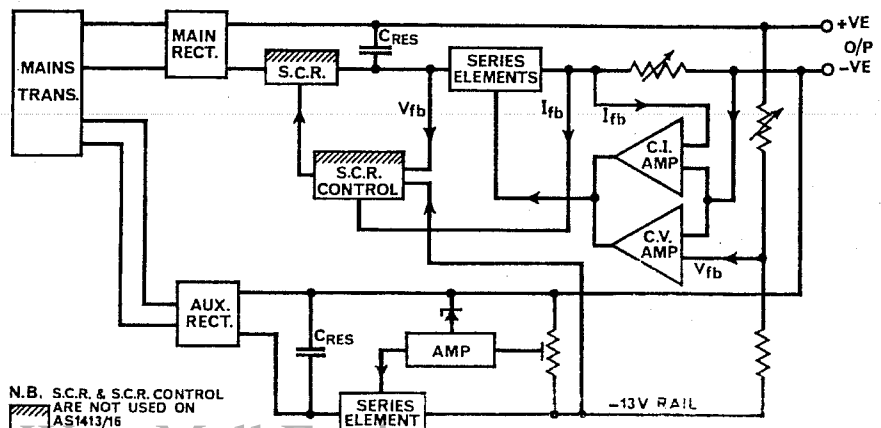 MAINS
TRANS.
MAIN
RECT.
CRES
S.C.R.
SERIES
ELEMENTS
+VE
O/P
-VE
Vfb
Ifb
Ifb
C.I.
AMP
S.C.R.
CONTROL
C.V.
AMP
Vfb
AUX.
RECT.
CRES
AMP
SERIES
ELEMENT
-13V RAIL
N.B. S.C.R. & S.C.R. CONTROL
ARE NOT USED ON
AS1413/16